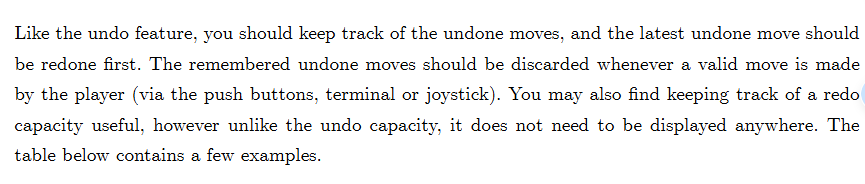 Like the undo feature, you should keep track of the undone moves, and the latest undone move should
be redone first. The remembered undone moves should be discarded whenever a valid move is made
by the player (via the push buttons, terminal or joystick). You may also find keeping track of a redo
capacity useful, however unlike the undo capacity, it does not need to be displayed anywhere. The
table below contains a few examples.